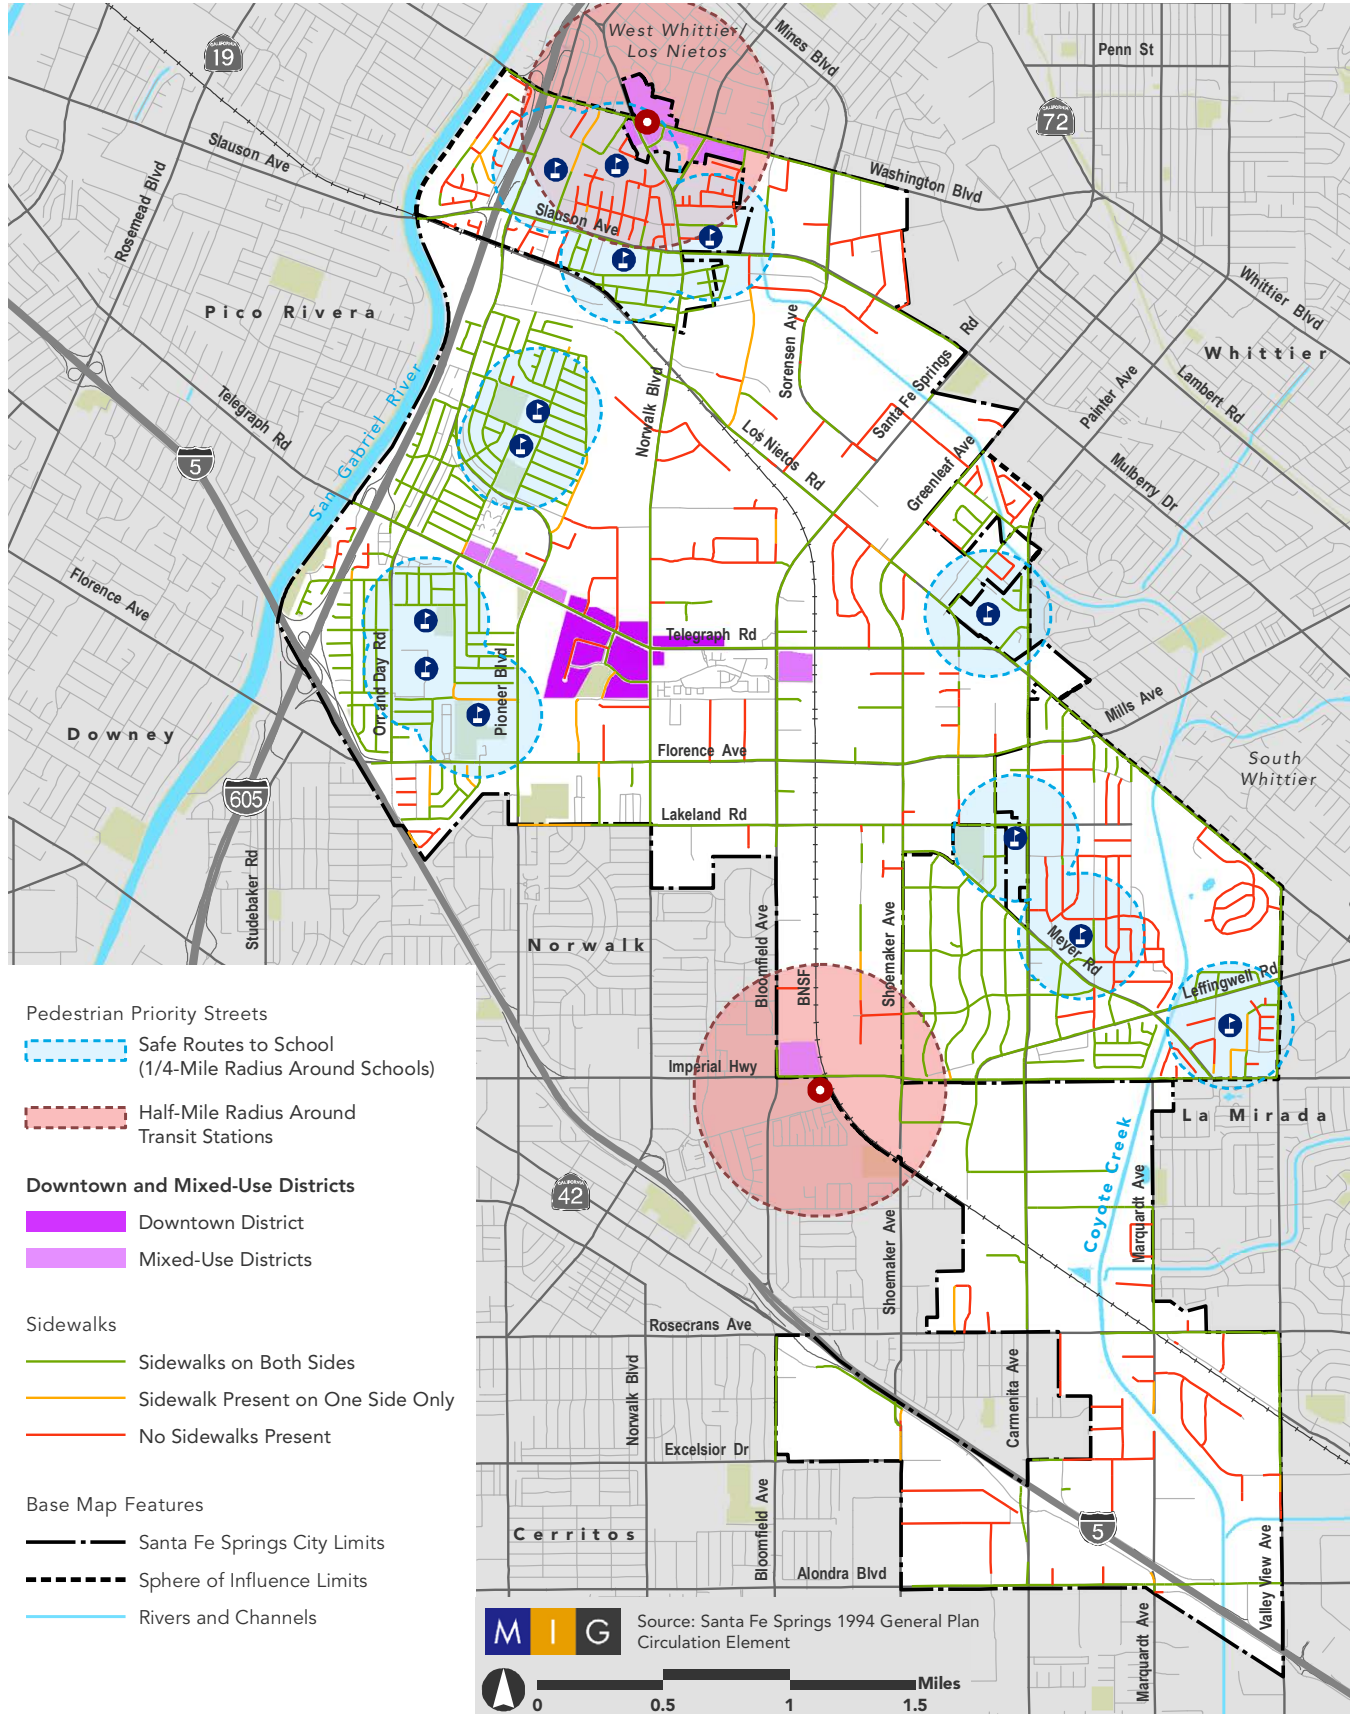 West Whittier/
Los Nietos
Mines Blvd
Penn St
CALIFORNIA
19
CALIFORNIA
72
Slauson Ave
Rosemead Blvd
Washington Blvd
Slauson Ave
Whittier Blvd
Pico Rivera
Whittier
Sorensen Ave
Santa Fe Springs
Rd
Painter Ave
Lambert Rd
Norwalk Blvd
Telegraph Rd
San Gabriel River
Los Nietos Rd
Greenleaf Ave
Mulberry Dr
5
Florence Ave
Telegraph Rd
Orr and Day Rd
Pioneer Blvd
Mills Ave
Downey
Florence Ave
South
Whittier
605
Lakeland Rd
Studebaker Rd
Norwalk
Bloomfield Ave
BNSF
Shoemaker Ave
Meyer Rd
Leffingwell Rd
Imperial Hwy
La Mirada
Coyote Creek
Marquardt Ave
CALIFORNIA
42
Shoemaker Ave
Rosecrans Ave
Norwalk Blvd
Carmenita Ave
Excelsior Dr
Bloomfield Ave
Cerritos
5
Alondra Blvd
Valley View Ave
Marquardt Ave
Pedestrian Priority Streets
Safe Routes to School
(1/4-Mile Radius Around Schools)
Half-Mile Radius Around
Transit Stations
Downtown and Mixed-Use Districts
Downtown District
Mixed-Use Districts
Sidewalks
Sidewalks on Both Sides
Sidewalk Present on One Side Only
No Sidewalks Present
Base Map Features
Santa Fe Springs City Limits
Sphere of Influence Limits
Rivers and Channels
M I G
Source: Santa Fe Springs 1994 General Plan
Circulation Element
Miles
0 0.5 1 1.5